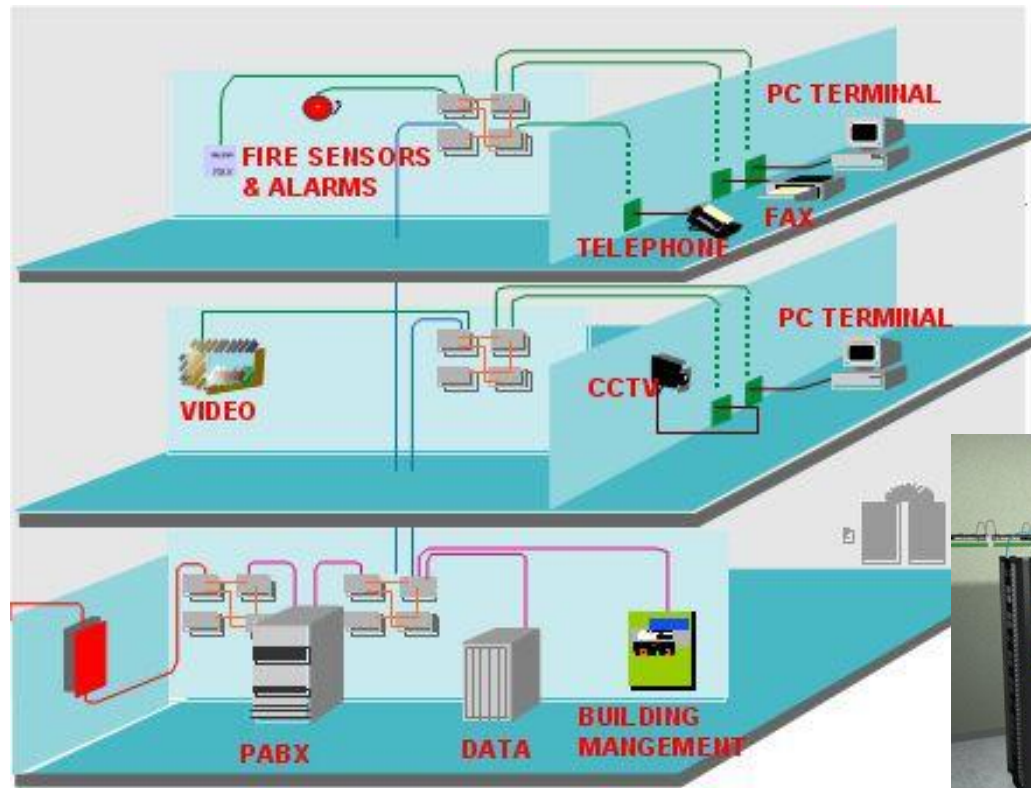 PC TERMINAL
FIRE SENSORS
& ALARMS
FAX
TELEPHONE
PC TERMINAL
CCTV
VIDEO
BUILDING
MANGEMENT
PABX
DATA